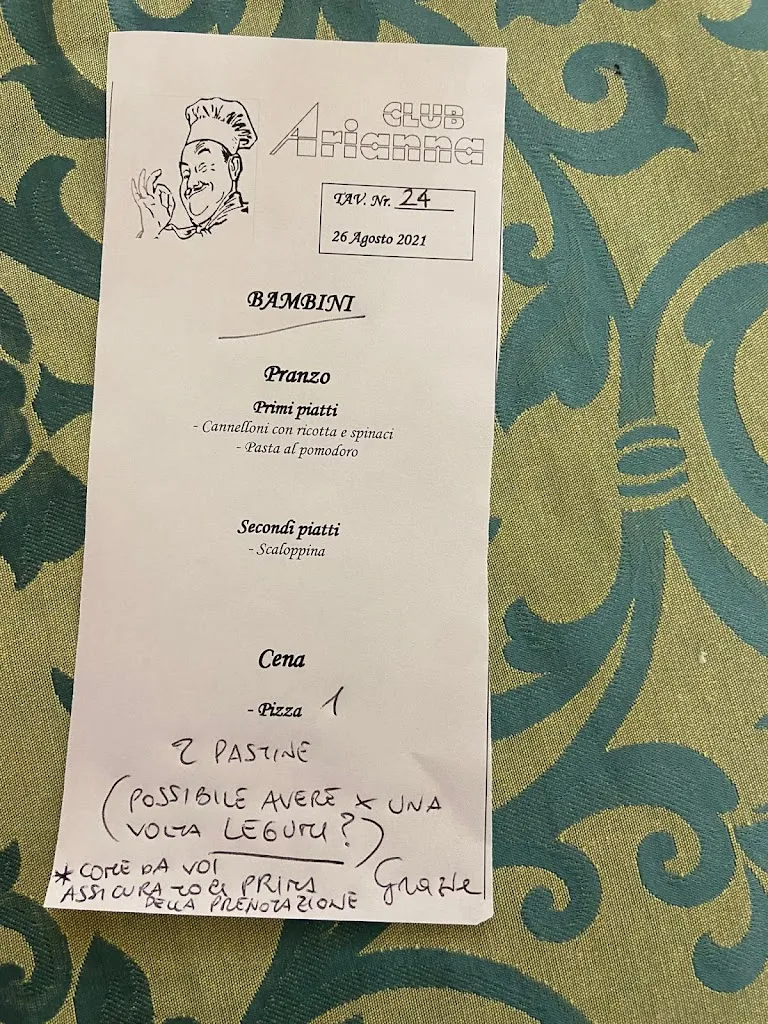 CLUB
Arianna
TAV. Nr. 24
26 Agosto 2021
BAMBINI
Pranzo
Primi piatti
- Cannelloni con ricotta e spinaci
- Pasta al pomodoro
Secondi piatti
- Scaloppina
Cena
- Pizza 1
2 PASTINE
(POSSIBILE AVERE X UNA
VOLTA LEGUMI?)
* COME DA VOI
ASSICURATOCI PRIMA
DELLA PRENOTAZIONE
Grazie